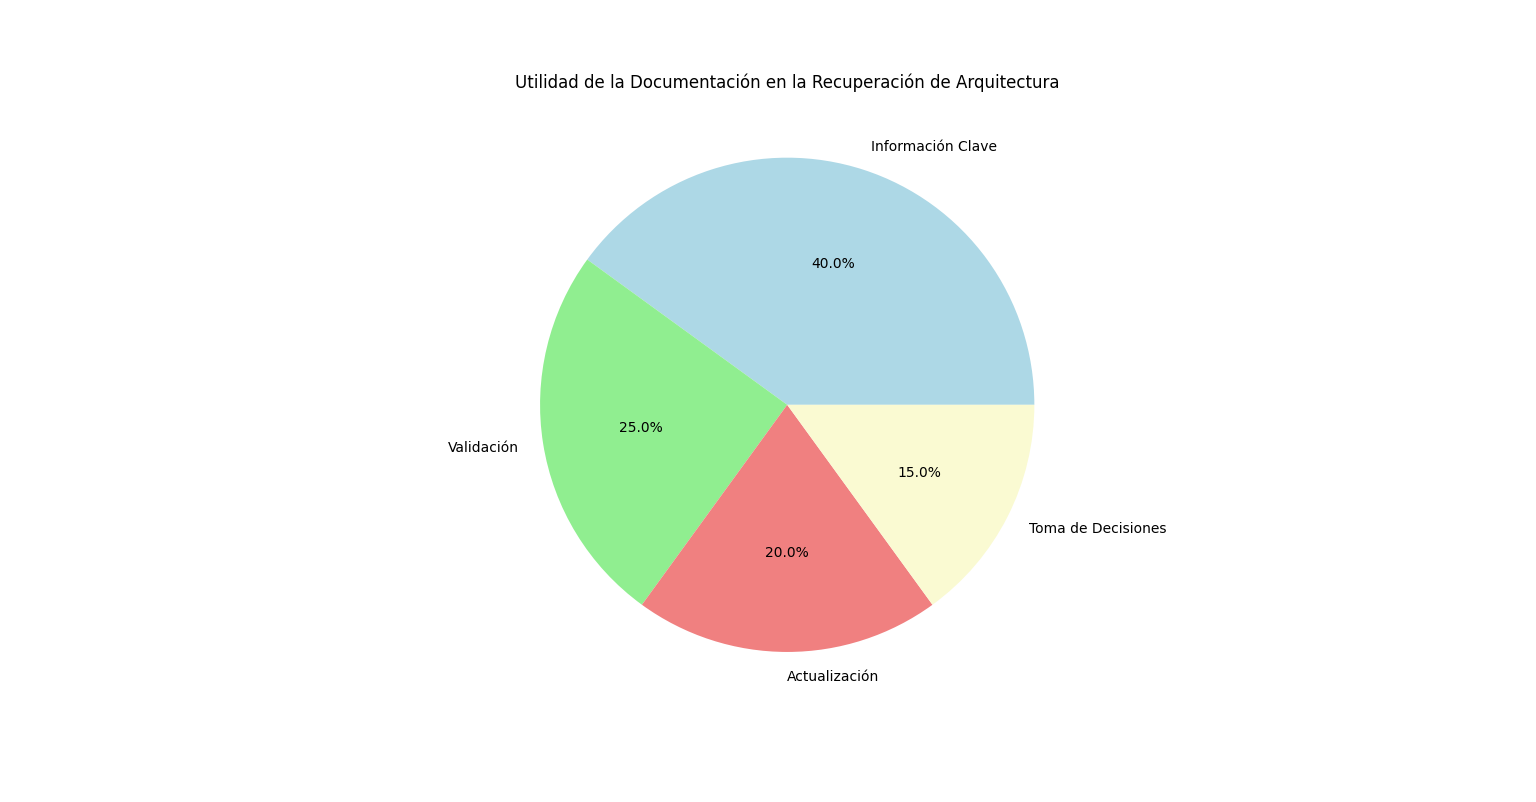 Utilidad de la Documentación en la Recuperación de Arquitectura
Información Clave
40.0%
25.0%
Validación
15.0%
Toma de Decisiones
20.0%
Actualización